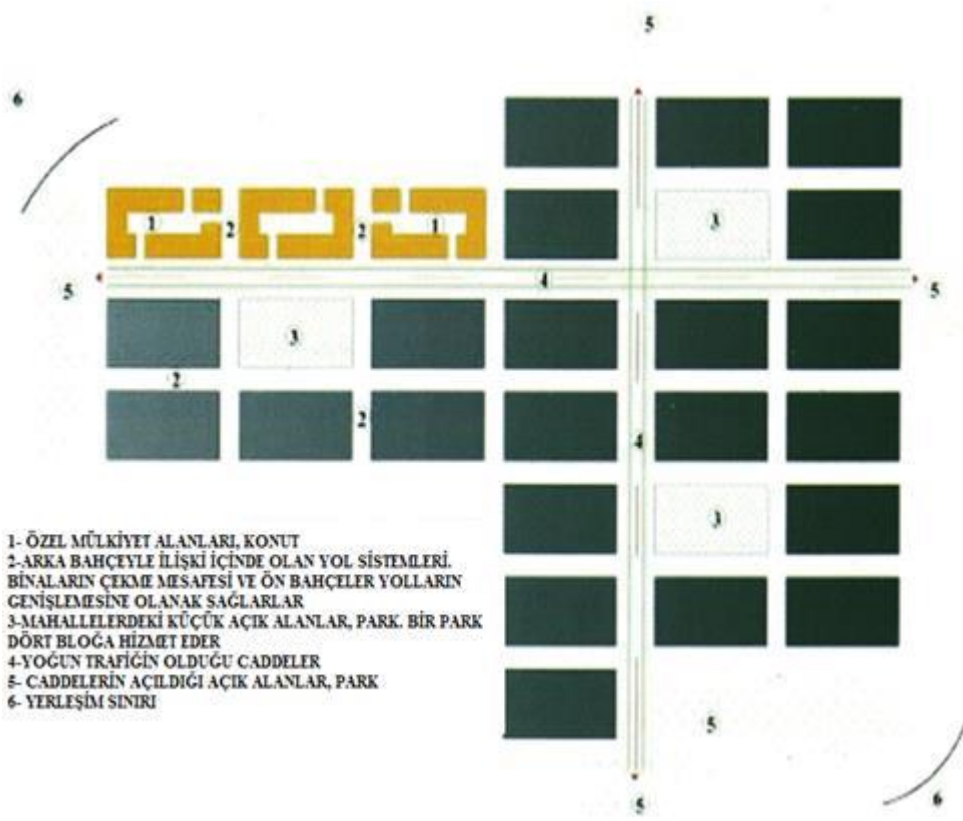 5
6
3
1
2
2
1
5
4
5
3
2
2
4
3
1- ÖZEL MÜLKİYET ALANLARI, KONUT
2-ARKA BAHÇEYLE İLİŞKİ İÇİNDE OLAN YOL SİSTEMLERİ.
BİNALARIN ÇEKME MESAFESİ VE ÖN BAHÇELER YOLLARIN
GENİŞLEMESİNE OLANAK SAĞLARLAR
3-MAHALLELERDEKİ KÜÇÜK AÇIK ALANLAR, PARK. BİR PARK
DÖRT BLOĞA HİZMET EDER
4-YOĞUN TRAFİĞİN OLDUĞU CADDELER
5- CADDELERİN AÇILDIĞI AÇIK ALANLAR, PARK
6- YERLEŞİM SINIRI
5
6
5